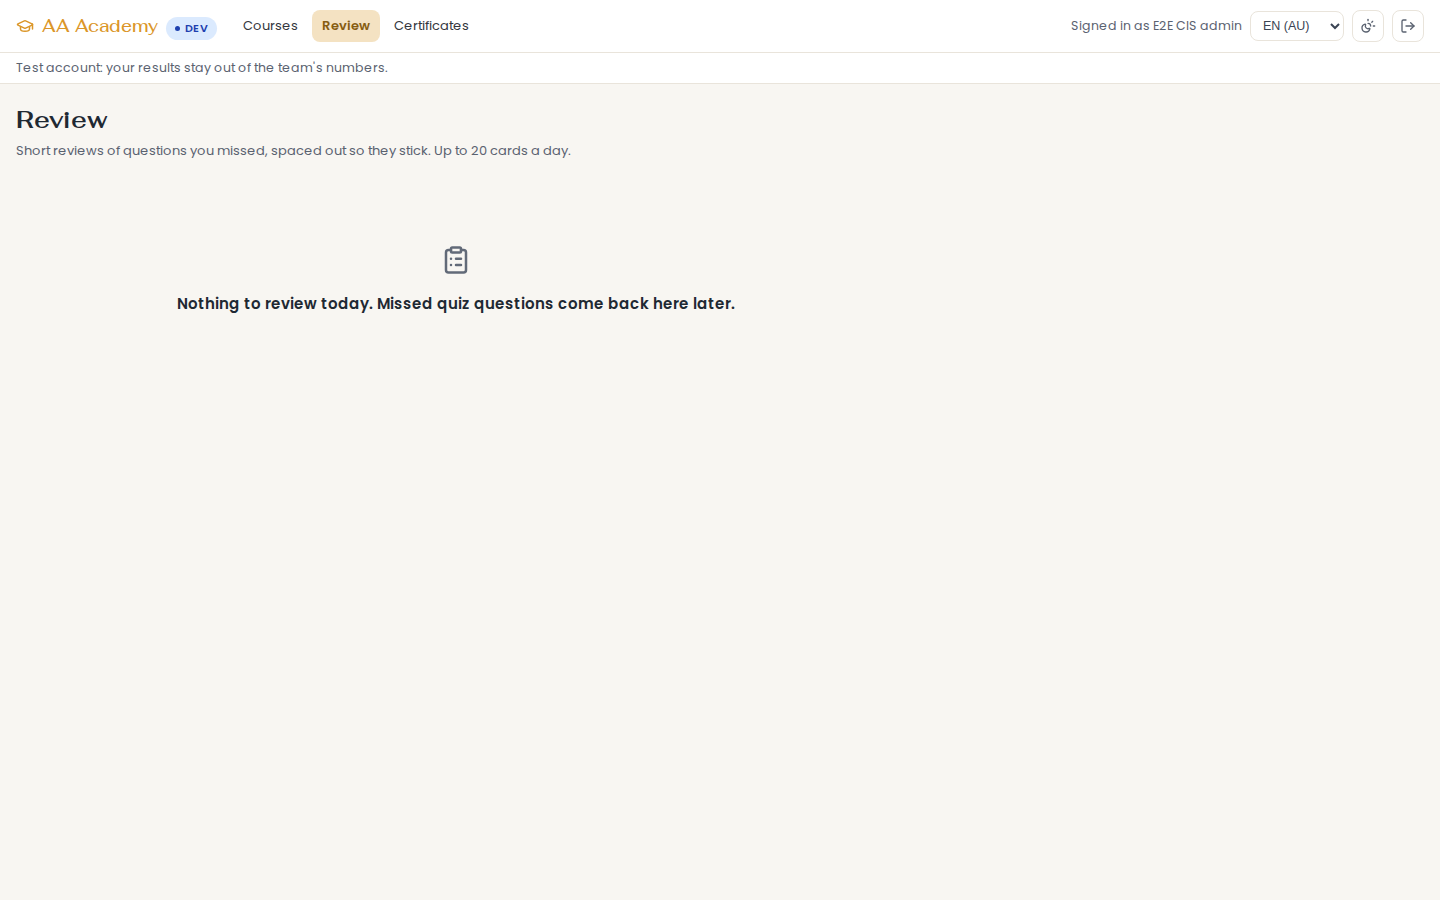 AA Academy
DEV
Courses
Review
Certificates
Signed in as E2E CIS admin
EN (AU)
Test account: your results stay out of the team's numbers.
Review
Short reviews of questions you missed, spaced out so they stick. Up to 20 cards a day.
Nothing to review today. Missed quiz questions come back here later.